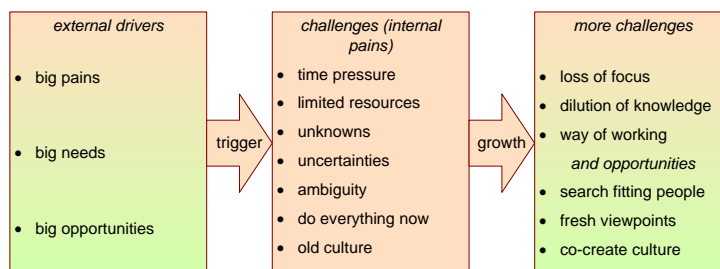 external drivers
• big pains
• big needs
• big opportunities
trigger
challenges (internal
pains)
• time pressure
• limited resources
• unknowns
• uncertainties
• ambiguity
• do everything now
• old culture
growth
more challenges
• loss of focus
• dilution of knowledge
• way of working
and opportunities
• search fitting people
• fresh viewpoints
• co-create culture